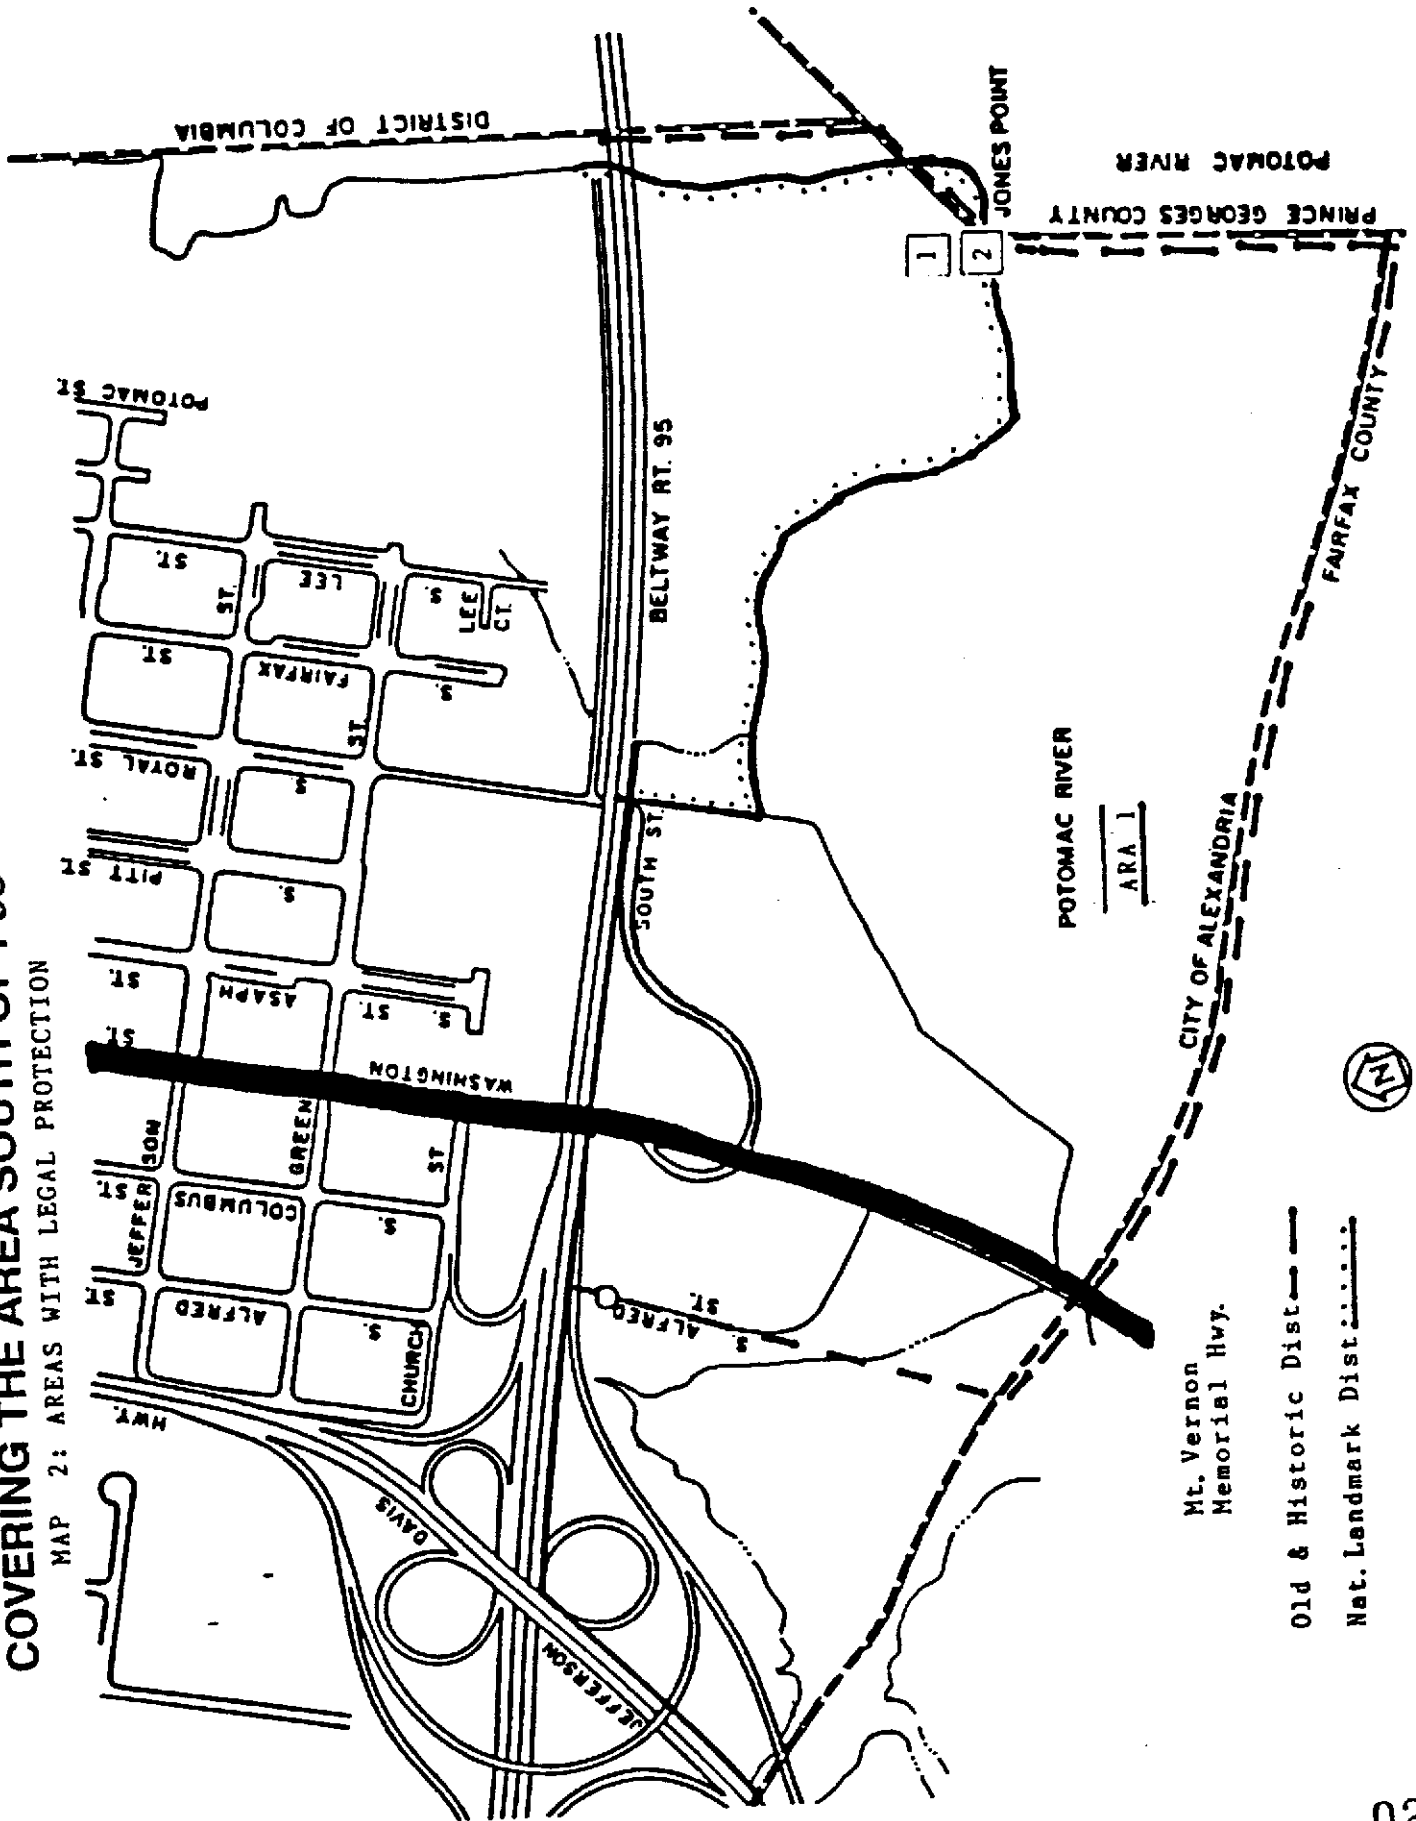 COVERING THE AREA SOUTH OF
MAP 2: AREAS WITH LEGAL PROTECTION
HWY.
ST.
ST.
ST.
ST.
PITT ST.
ROYAL ST.
ST.
ST.
POTOMAC ST.
DISTRICT OF COLUMBIA
JEFFERSON
ST.
ALFRED
COLUMBUS
ASAPH
S.
S.
FAIRFAX
LEE
GREEN
ST.
S.
S.
ST.
S.
WASHINGTON
S.
S.
LEE
CT.
CHURCH
ST
DAVIS
JEFFERSON
BELTWAY RT. 95
SOUTH ST.
S. ALFRED ST.
1
2
JONES POINT
POTOMAC RIVER
PRINCE GEORGES COUNTY
POTOMAC RIVER
ARA 1
CITY OF ALEXANDRIA
FAIRFAX COUNTY
Mt. Vernon
Memorial Hwy.
Old & Historic Dist
Nat. Landmark Dist
N